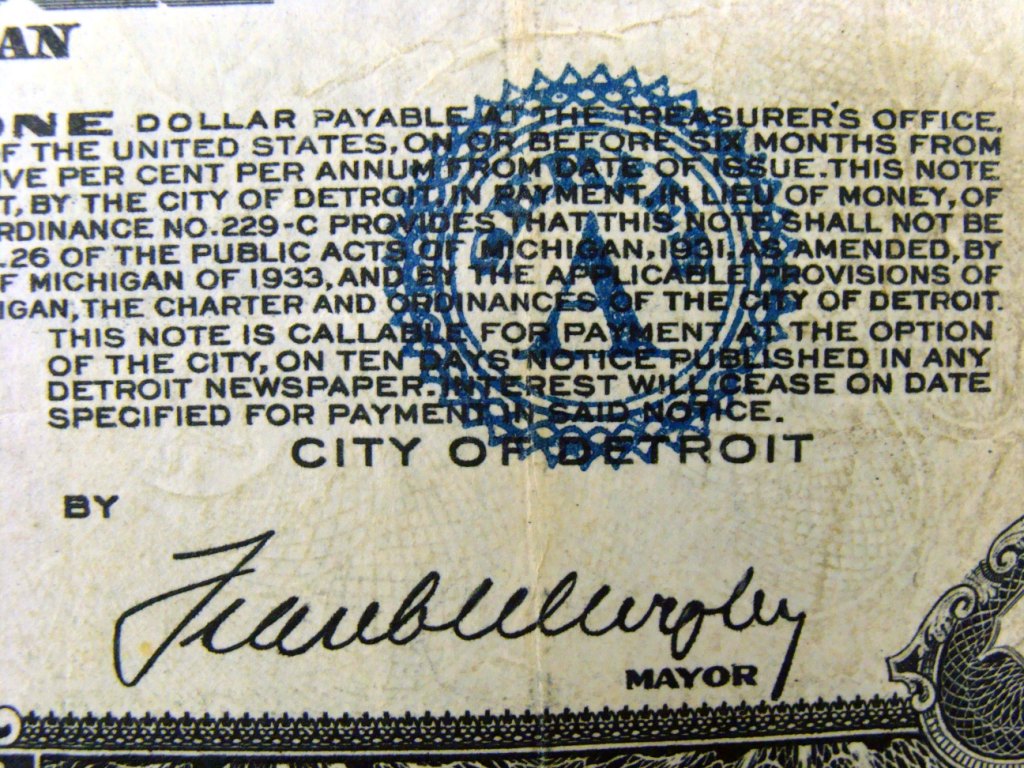 AN
ONE DOLLAR PAYABLE AT THE TREASURER'S OFFICE,
OF THE UNITED STATES, ON OR BEFORE SIX MONTHS FROM
IVE PER CENT PER ANNUM FROM DATE OF ISSUE. THIS NOTE
T, BY THE CITY OF DETROIT, IN PAYMENT, IN LIEU OF MONEY, OF
RDINANCE NO. 229-C PROVIDES THAT THIS NOTE SHALL NOT BE
.26 OF THE PUBLIC ACTS OF MICHIGAN, 1931, AS AMENDED, BY
OF MICHIGAN OF 1933, AND BY THE APPLICABLE PROVISIONS OF
IGAN, THE CHARTER AND ORDINANCES OF THE CITY OF DETROIT.
THIS NOTE IS CALLABLE FOR PAYMENT AT THE OPTION
OF THE CITY, ON TEN DAYS' NOTICE PUBLISHED IN ANY
DETROIT NEWSPAPER. INTEREST WILL CEASE ON DATE
SPECIFIED FOR PAYMENT IN SAID NOTICE.
A
CITY OF DETROIT
BY
Frank Murphy
MAYOR